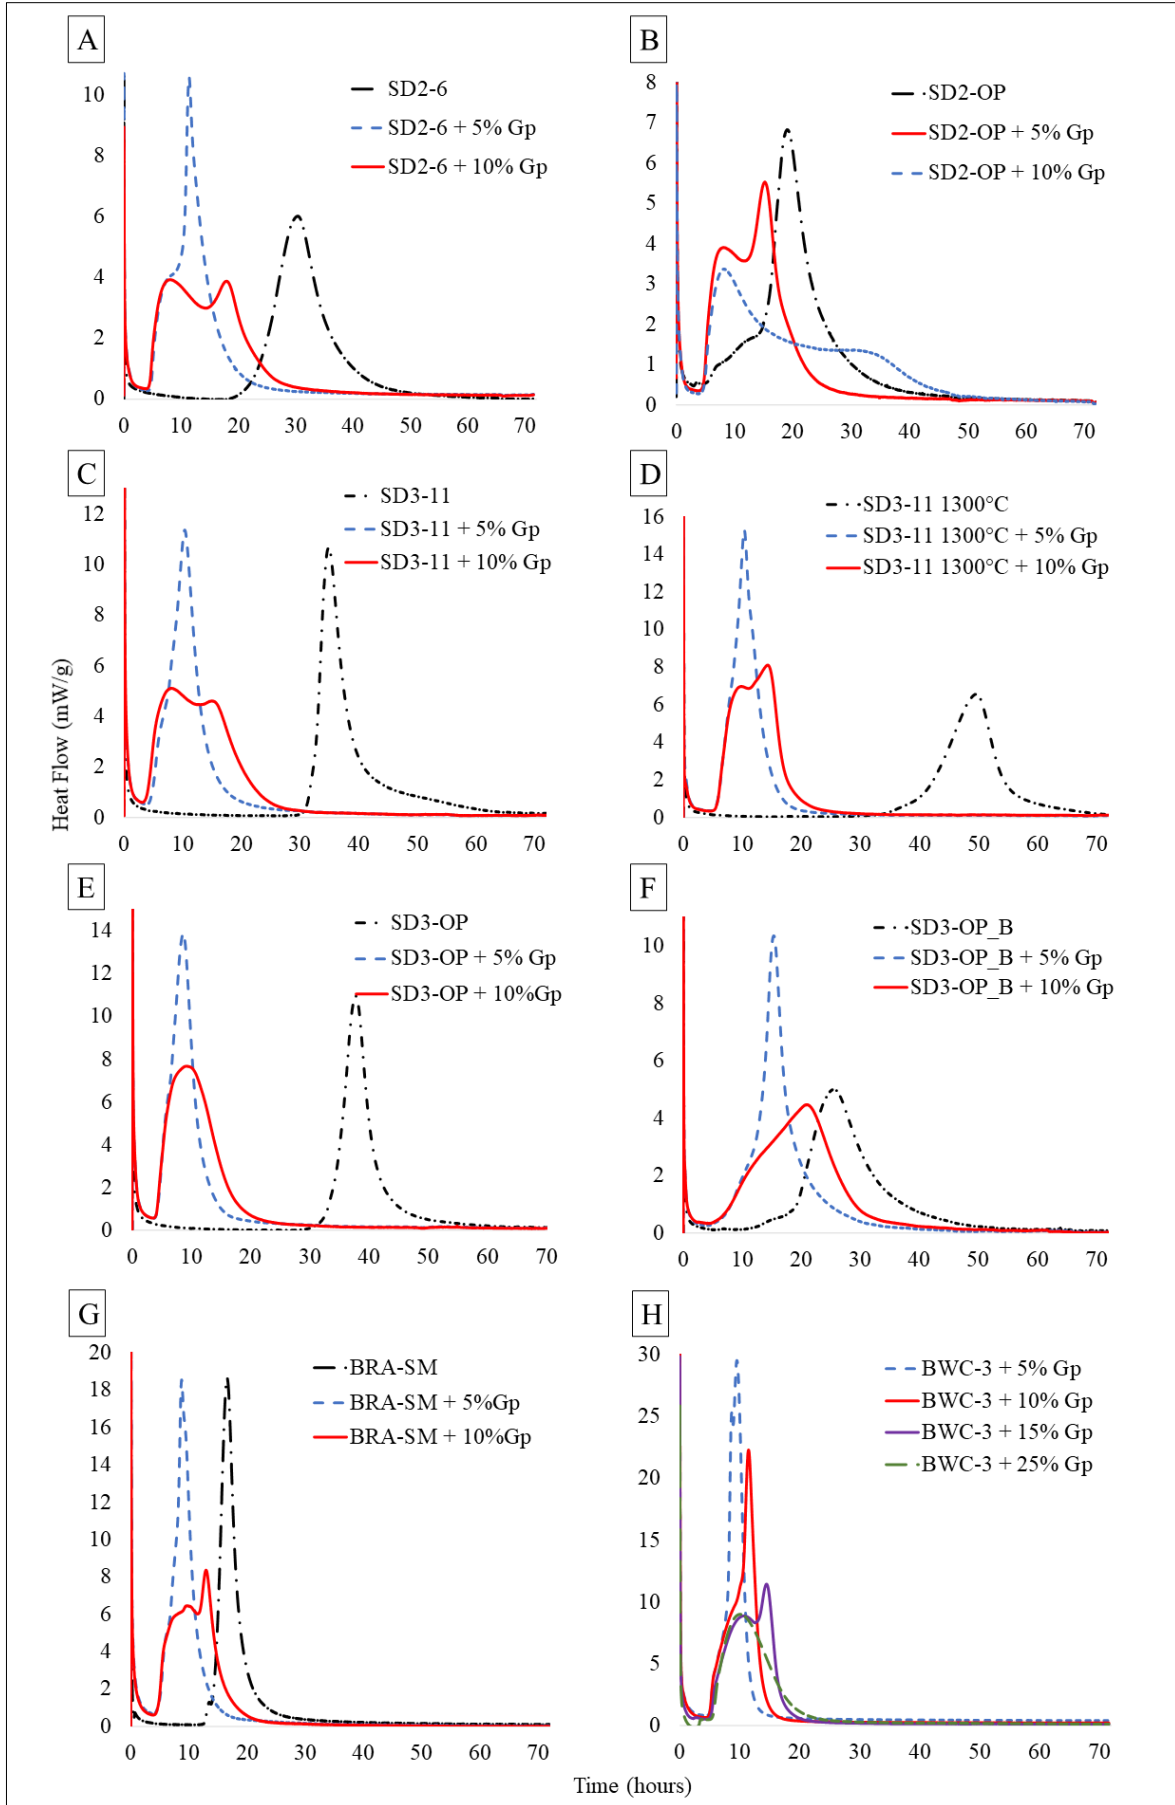 A
SD2-6
SD2-6 + 5% Gp
SD2-6 + 10% Gp
10
8
6
4
2
0
0 10 20 30 40 50 60 70
B
SD2-OP
SD2-OP + 5% Gp
SD2-OP + 10% Gp
8
7
6
5
4
3
2
1
0
0 10 20 30 40 50 60 70
C
SD3-11
SD3-11 + 5% Gp
SD3-11 + 10% Gp
12
10
8
6
4
2
0
0 10 20 30 40 50 60 70
D
SD3-11 1300°C
SD3-11 1300°C + 5% Gp
SD3-11 1300°C + 10% Gp
16
14
12
10
8
6
4
2
0
0 10 20 30 40 50 60 70
Heat Flow (mW/g)
E
SD3-OP
SD3-OP + 5% Gp
SD3-OP + 10%Gp
14
12
10
8
6
4
2
0
0 10 20 30 40 50 60 70
F
SD3-OP_B
SD3-OP_B + 5% Gp
SD3-OP_B + 10% Gp
10
8
6
4
2
0
0 10 20 30 40 50 60 70
G
BRA-SM
BRA-SM + 5%Gp
BRA-SM + 10%Gp
20
18
16
14
12
10
8
6
4
2
0
0 10 20 30 40 50 60 70
H
BWC-3 + 5% Gp
BWC-3 + 10% Gp
BWC-3 + 15% Gp
BWC-3 + 25% Gp
30
25
20
15
10
5
0
0 10 20 30 40 50 60 70
Time (hours)